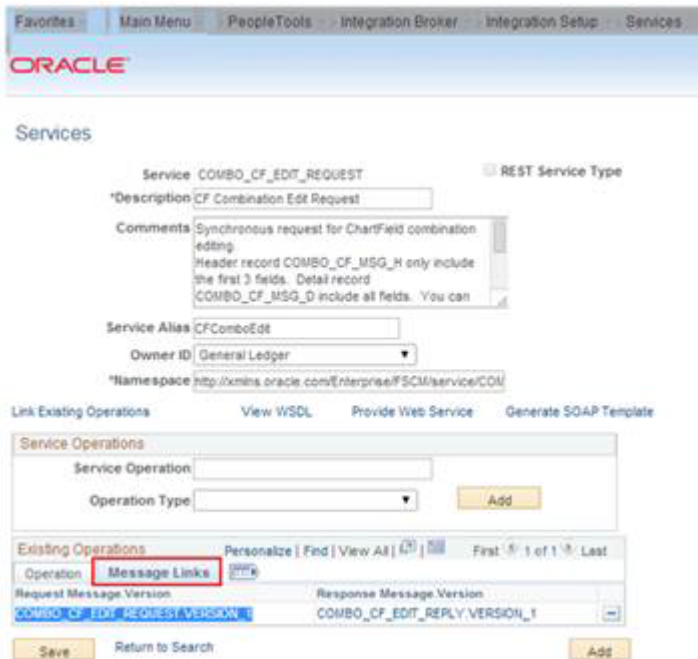 Favorites Main Menu PeopleTools Integration Broker Integration Setup Services
ORACLE
Services
Service COMBO_CF_EDIT_REQUEST REST Service Type
*Description CF Combination Edit Request
Comments Synchronous request for ChartField combination
editing.
Header record COMBO_CF_MSG_H only include
the first 3 fields. Detail record
COMBO_CF_MSG_D include all fields. You can
Service Alias CFComboEdit
Owner ID General Ledger
*Namespace http://xmlns.oracle.com/Enterprise/FSCM/service/COM
Link Existing Operations View WSDL Provide Web Service Generate SOAP Template
Service Operations
Service Operation
Operation Type Add
Existing Operations Personalize | Find | View All | First 1 of 1 Last
Operation Message Links
Request Message.Version Response Message.Version
COMBO_CF_EDIT_REQUEST.VERSION_1 COMBO_CF_EDIT_REPLY.VERSION_1
Save Return to Search Add